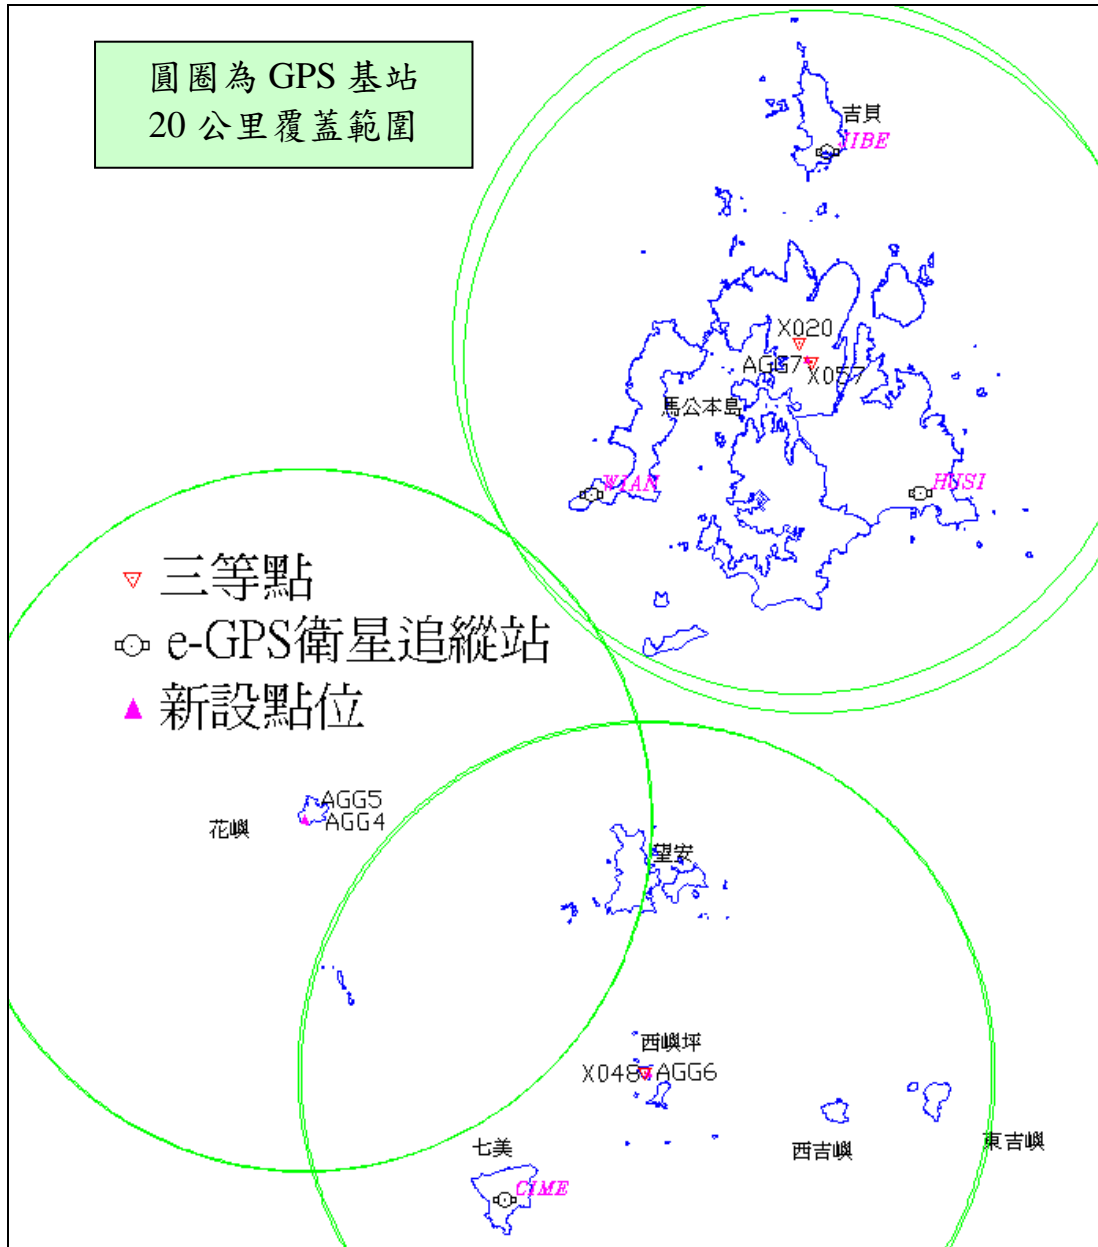 圓圈為 GPS 基站
20 公里覆蓋範圍
吉貝
JIBE
X020
AGG7
X057
馬公本島
WIAN
HUSI
三等點
e-GPS衛星追縱站
新設點位
AGG5
AGG4
花嶼
望安
西嶼坪
X048
AGG6
西吉嶼
東吉嶼
七美
CIME